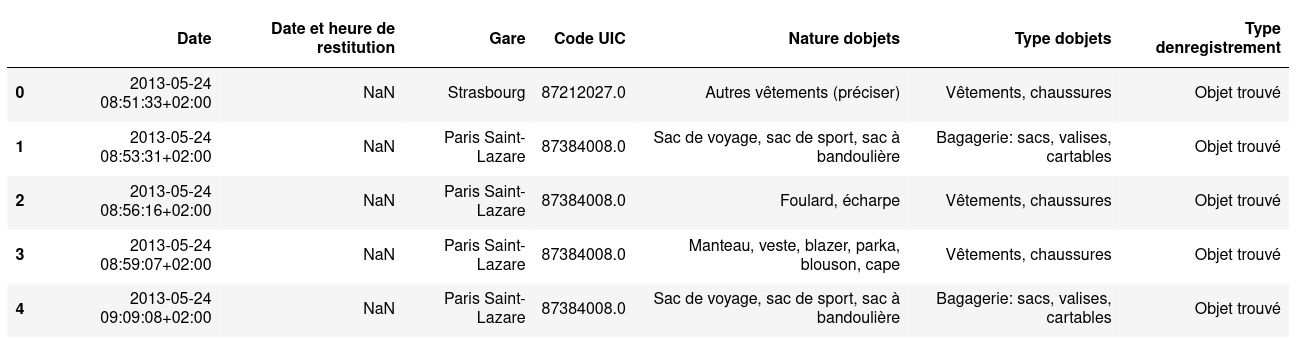 Date Date et heure de restitution Gare Code UIC Nature dobjets Type dobjets Type denregistrement
0 2013-05-24 08:51:33+02:00 NaN Strasbourg 87212027.0 Autres vêtements (préciser) Vêtements, chaussures Objet trouvé
1 2013-05-24 08:53:31+02:00 NaN Paris Saint-Lazare 87384008.0 Sac de voyage, sac de sport, sac à bandoulière Bagagerie: sacs, valises, cartables Objet trouvé
2 2013-05-24 08:56:16+02:00 NaN Paris Saint-Lazare 87384008.0 Foulard, écharpe Vêtements, chaussures Objet trouvé
3 2013-05-24 08:59:07+02:00 NaN Paris Saint-Lazare 87384008.0 Manteau, veste, blazer, parka, blouson, cape Vêtements, chaussures Objet trouvé
4 2013-05-24 09:09:08+02:00 NaN Paris Saint-Lazare 87384008.0 Sac de voyage, sac de sport, sac à bandoulière Bagagerie: sacs, valises, cartables Objet trouvé